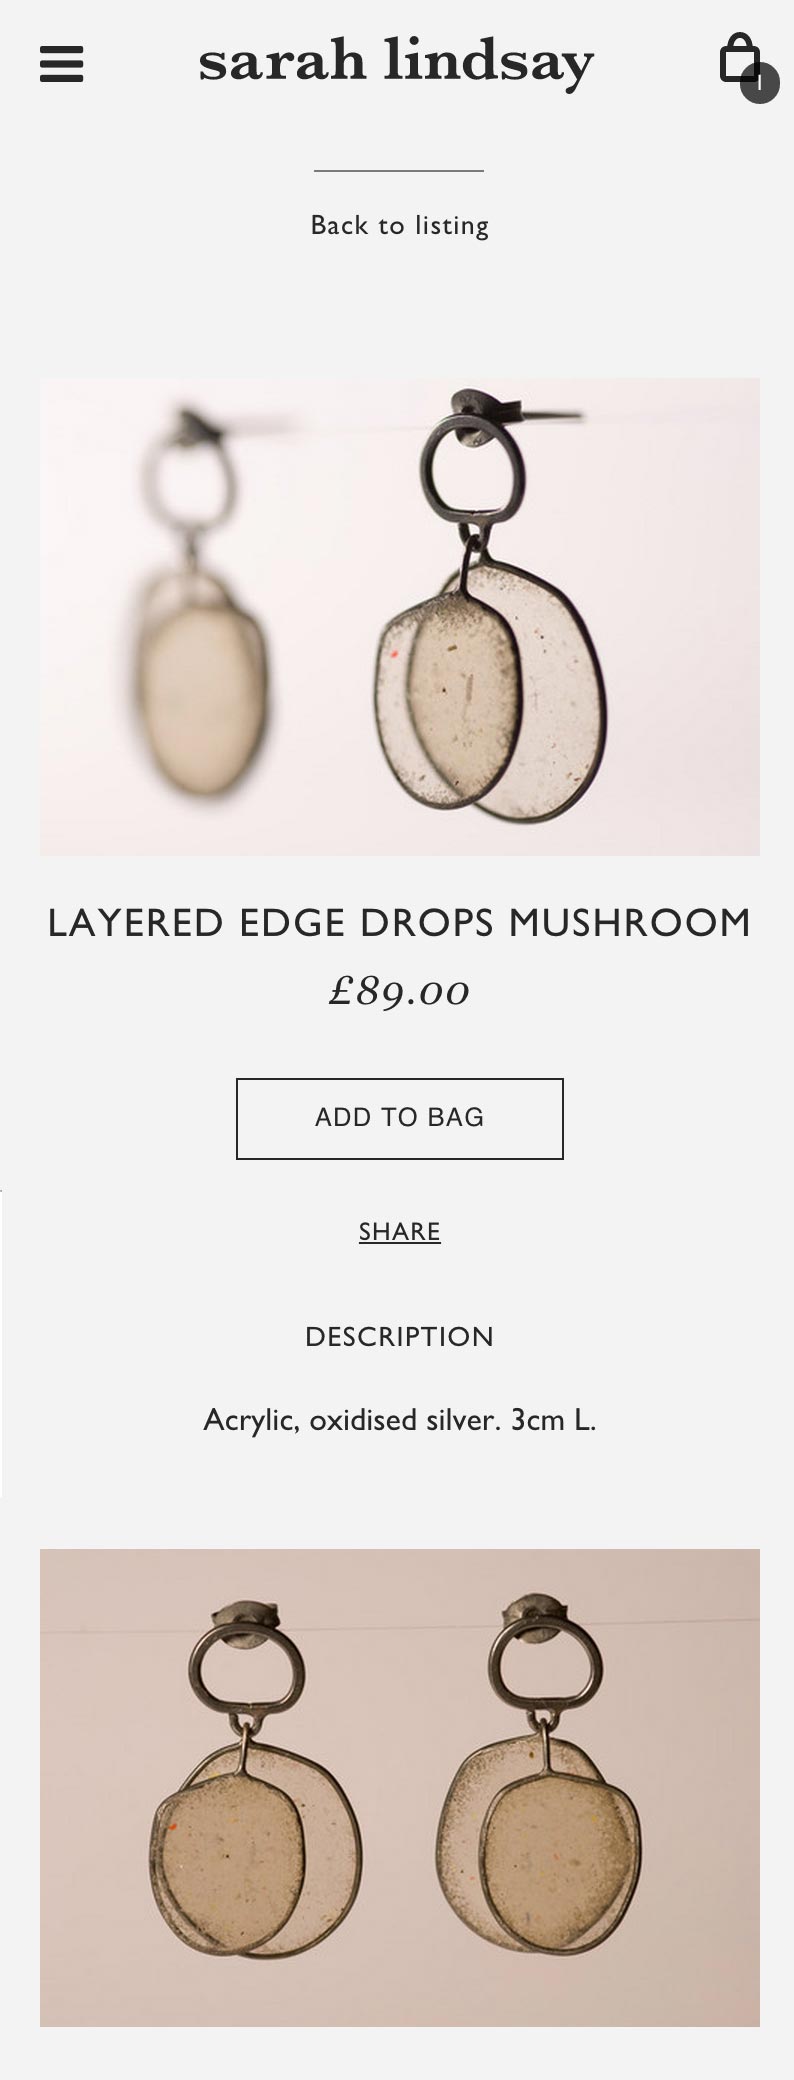 sarah lindsay
1
Back to listing
LAYERED EDGE DROPS MUSHROOM
£89.00
ADD TO BAG
SHARE
DESCRIPTION
Acrylic, oxidised silver. 3cm L.